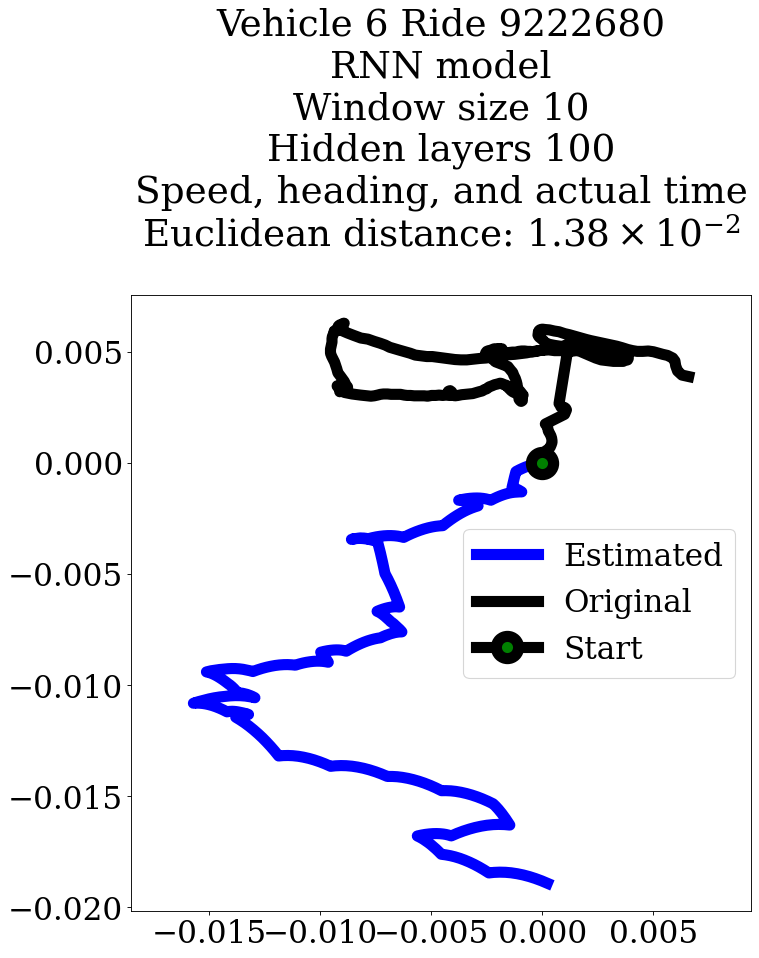 Vehicle 6 Ride 9222680
RNN model
Window size 10
Hidden layers 100
Speed, heading, and actual time
Euclidean distance: 1.38 × 10⁻²
0.005
0.000
−0.005
−0.010
−0.015
−0.020
Estimated
Original
Start
−0.015 −0.010 −0.005 0.000 0.005